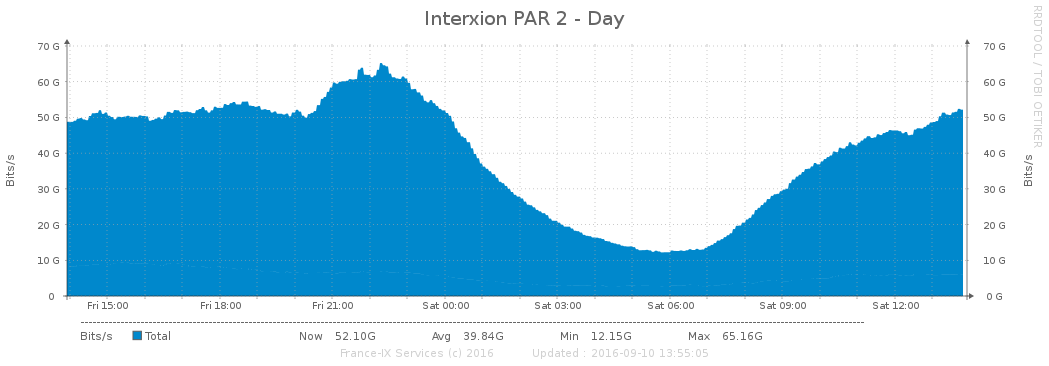 Interxion PAR 2 - Day
RRDTOOL / TOBI OETIKER
70 G 70 G
60 G 60 G
50 G 50 G
40 G 40 G
30 G 30 G
20 G 20 G
10 G 10 G
0 0 G
Bits/s Bits/s
Fri 15:00 Fri 18:00 Fri 21:00 Sat 00:00 Sat 03:00 Sat 06:00 Sat 09:00 Sat 12:00
Bits/s Total Now 52.10G Avg 39.84G Min 12.15G Max 65.16G
France-IX Services (c) 2016 Updated : 2016-09-10 13:55:05